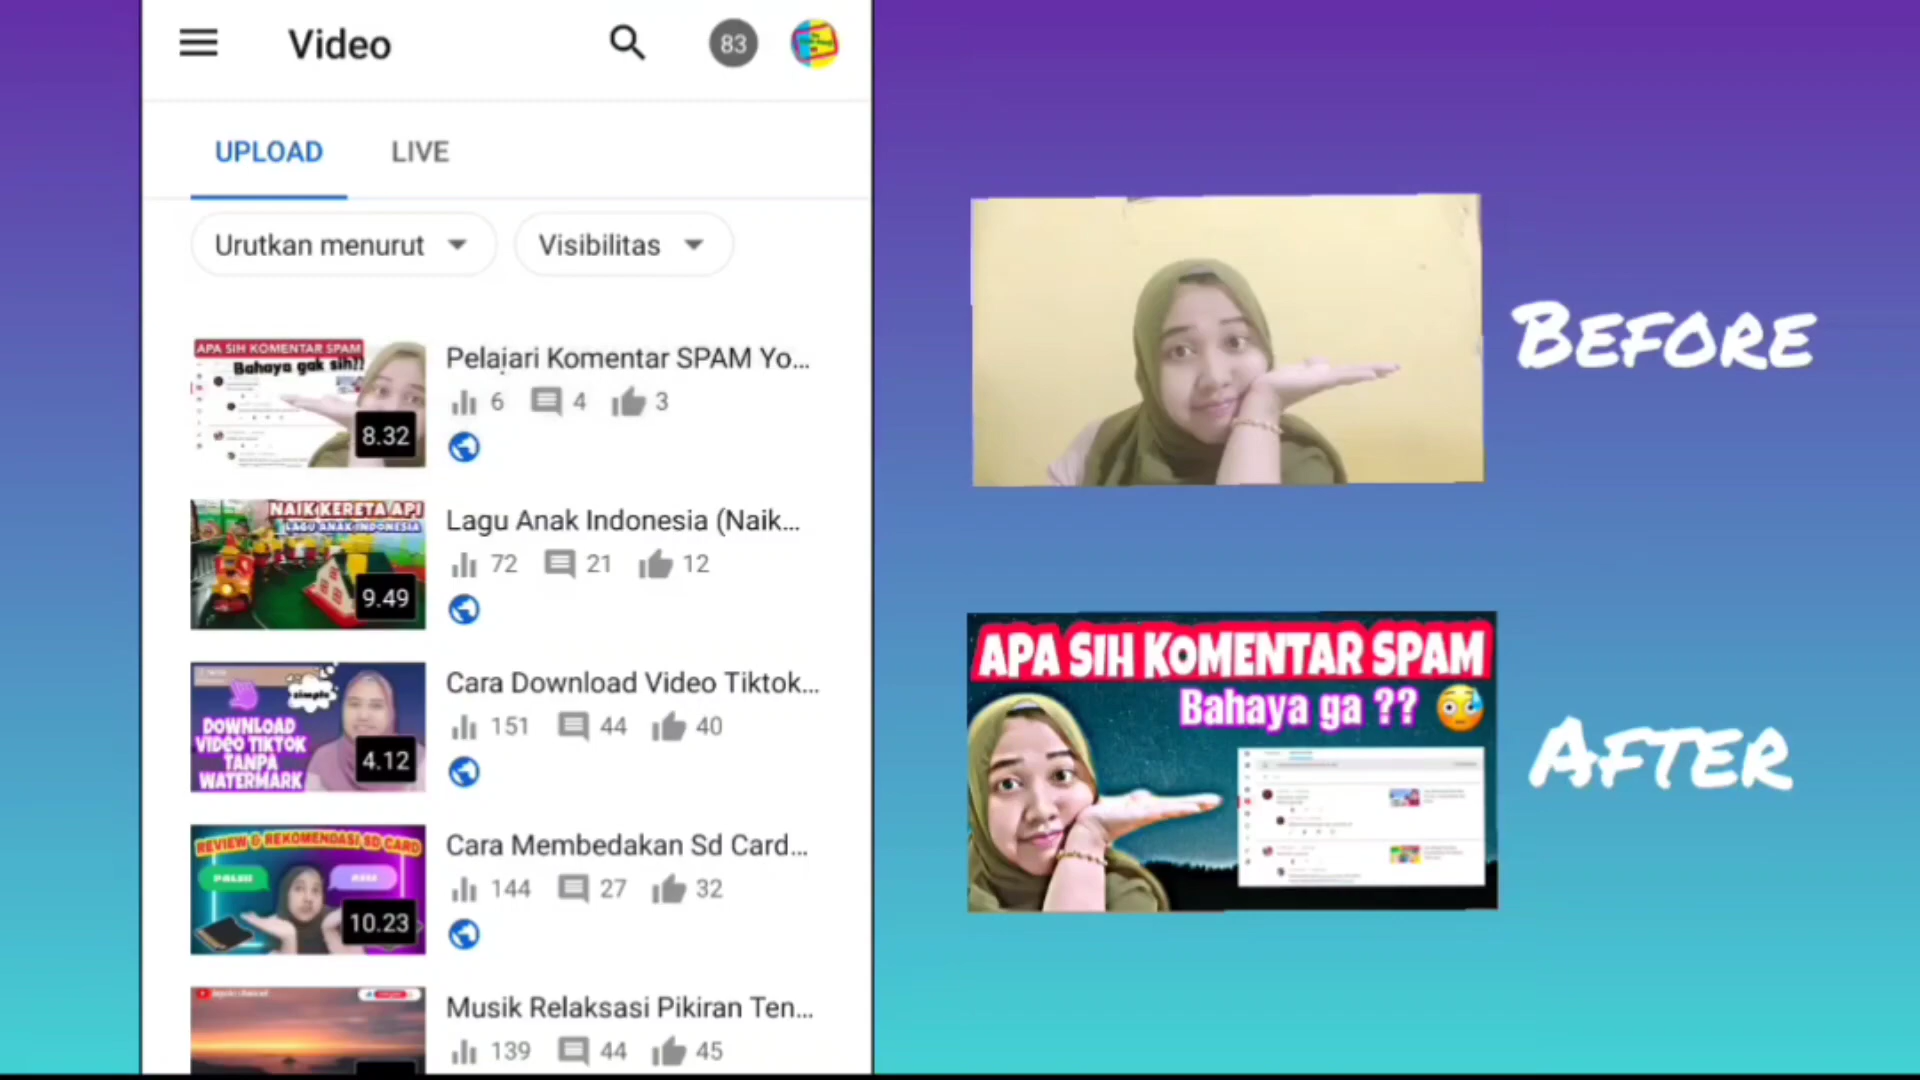 Video
83
UPLOAD
LIVE
Urutkan menurut
Visibilitas
APA SIH KOMENTAR SPAM
Bahaya gak sih??
8.32
Pelajari Komentar SPAM Yo...
6
4
3
NAIK KERETA API
LAGU ANAK INDONESIA
9.49
Lagu Anak Indonesia (Naik...
72
21
12
simple
DOWNLOAD
VIDEO TIKTOK
TANPA
WATERMARK
4.12
Cara Download Video Tiktok...
151
44
40
REVIEW & REKOMENDASI SD CARD
PALSU
ASLI
10.23
Cara Membedakan Sd Card...
144
27
32
Musik Relaksasi Pikiran Ten...
139
44
45
BEFORE
APA SIH KOMENTAR SPAM
Bahaya ga ??
AFTER